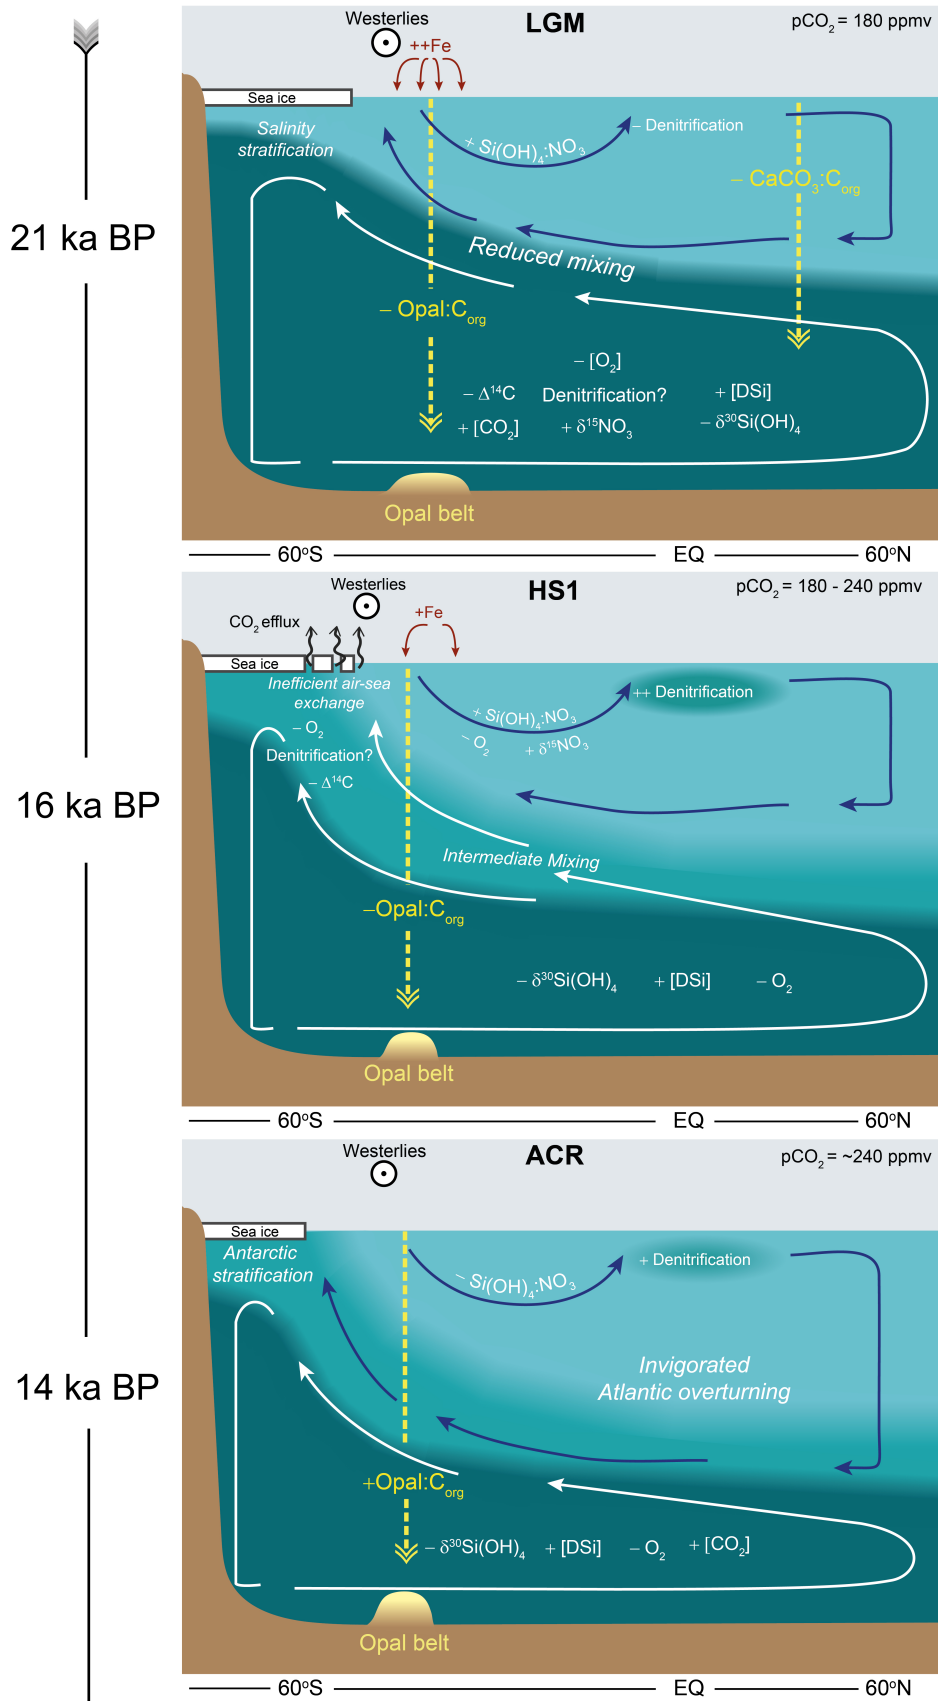 21 ka BP
16 ka BP
14 ka BP
Westerlies
LGM
pCO₂ = 180 ppmv
++Fe
Sea ice
Salinity
stratification
+ Si(OH)₄:NO₃
– Denitrification
– CaCO₃:Corg
Reduced mixing
– Opal:Corg
– [O₂]
– Δ¹⁴C
Denitrification?
+ [DSi]
+ [CO₂]
+ δ¹⁵NO₃
– δ³⁰Si(OH)₄
Opal belt
60°S
EQ
60°N
Westerlies
HS1
pCO₂ = 180 - 240 ppmv
CO₂ efflux
+Fe
Sea ice
Inefficient air-sea
exchange
– O₂
Denitrification?
– Δ¹⁴C
+ Si(OH)₄:NO₃
– O₂
+ δ¹⁵NO₃
++ Denitrification
Intermediate Mixing
–Opal:Corg
– δ³⁰Si(OH)₄
+ [DSi]
– O₂
Opal belt
60°S
EQ
60°N
Westerlies
ACR
pCO₂ = ~240 ppmv
Sea ice
Antarctic
stratification
– Si(OH)₄:NO₃
+ Denitrification
Invigorated
Atlantic overturning
+Opal:Corg
– δ³⁰Si(OH)₄
+ [DSi]
– O₂
+ [CO₂]
Opal belt
60°S
EQ
60°N